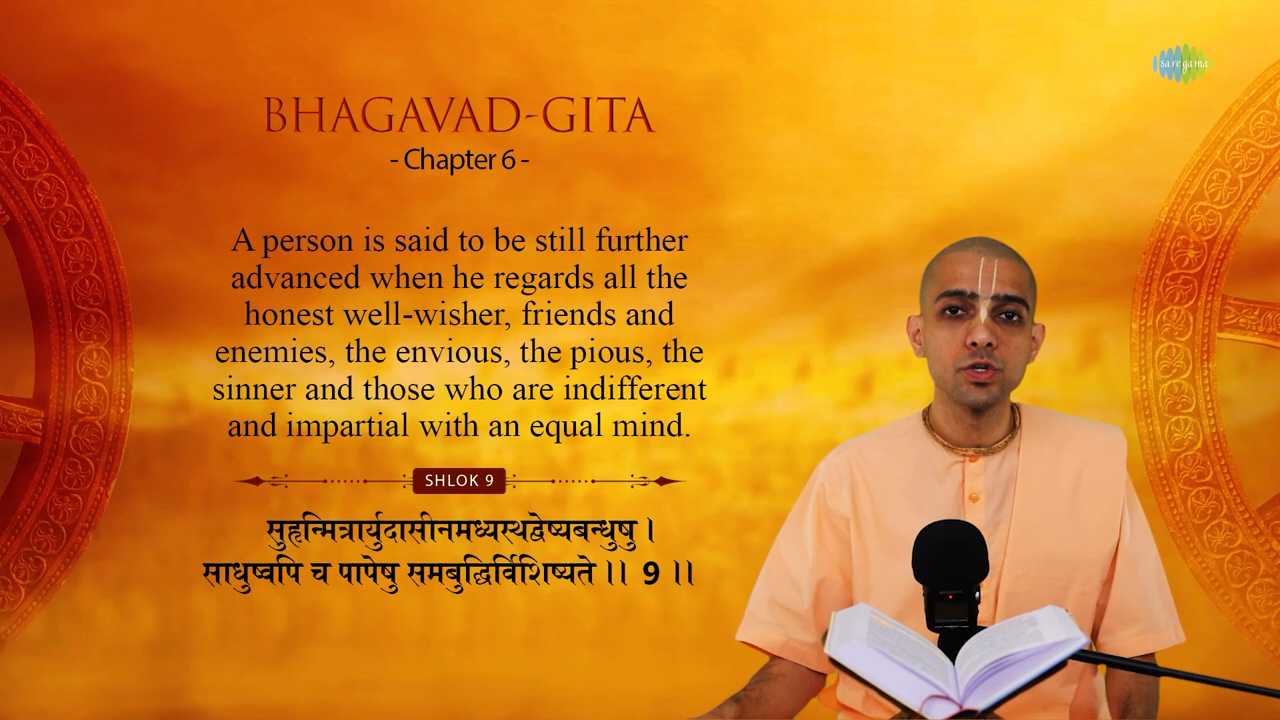 saregama
BHAGAVAD-GITA
- Chapter 6 -
A person is said to be still further
advanced when he regards all the
honest well-wisher, friends and
enemies, the envious, the pious, the
sinner and those who are indifferent
and impartial with an equal mind.
SHLOK 9
सुहृन्मित्रार्युदासीनमध्यस्थद्वेष्यबन्धुषु ।
साधुष्वपि च पापेषु समबुद्धिर्विशिष्यते ।। 9 ।।